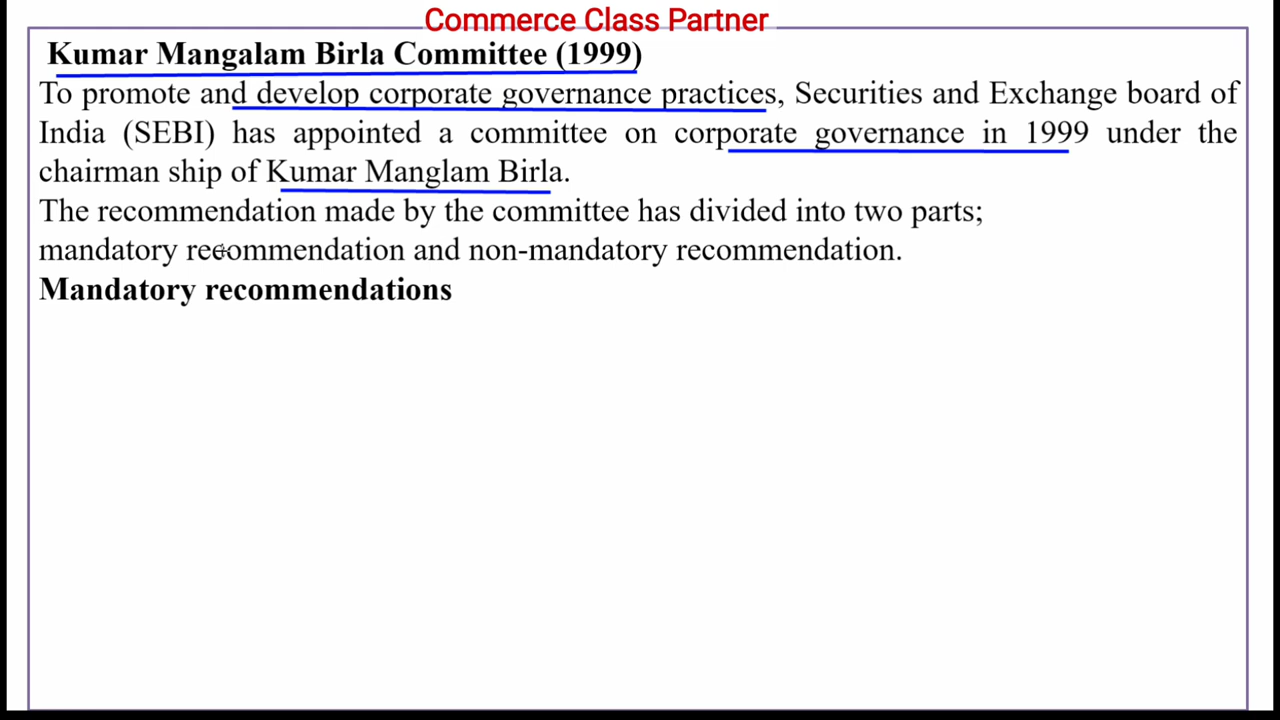 Commerce Class Partner
Kumar Mangalam Birla Committee (1999)
To promote and develop corporate governance practices, Securities and Exchange board of
India (SEBI) has appointed a committee on corporate governance in 1999 under the
chairman ship of Kumar Manglam Birla.
The recommendation made by the committee has divided into two parts;
mandatory recommendation and non-mandatory recommendation.
Mandatory recommendations